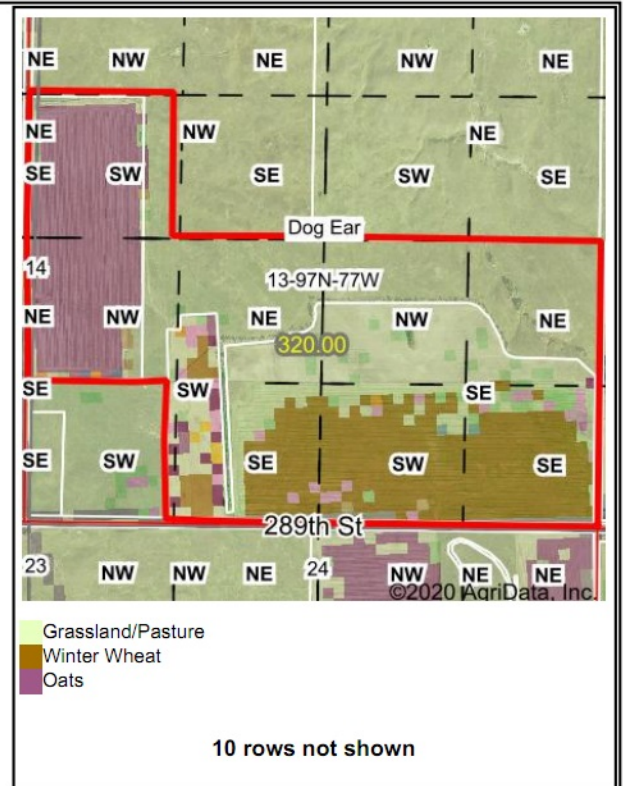 NE NW NE NW NE
NE NW NE
SE SW SE SW SE
Dog Ear
14 13-97N-77W
NE NW NE NW NE
320.00
SE SW SE
SE SW SE SW SE
289th St
23 NW NW NE 24 NW NE NE
©2020 AgriData, Inc.
Grassland/Pasture
Winter Wheat
Oats
10 rows not shown